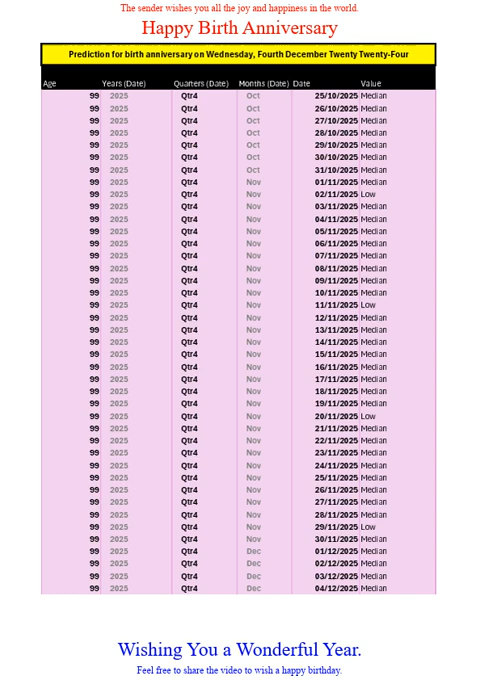 The sender wishes you all the joy and happiness in the world.
Happy Birth Anniversary
Prediction for birth anniversary on Wednesday, Fourth December Twenty Twenty-Four
Age Years (Date) Quarters (Date) Months (Date) Date Value
99 2025 Qtr4 Oct 25/10/2025 Median
99 2025 Qtr4 Oct 26/10/2025 Median
99 2025 Qtr4 Oct 27/10/2025 Median
99 2025 Qtr4 Oct 28/10/2025 Median
99 2025 Qtr4 Oct 29/10/2025 Median
99 2025 Qtr4 Oct 30/10/2025 Median
99 2025 Qtr4 Oct 31/10/2025 Median
99 2025 Qtr4 Nov 01/11/2025 Median
99 2025 Qtr4 Nov 02/11/2025 Low
99 2025 Qtr4 Nov 03/11/2025 Median
99 2025 Qtr4 Nov 04/11/2025 Median
99 2025 Qtr4 Nov 05/11/2025 Median
99 2025 Qtr4 Nov 06/11/2025 Median
99 2025 Qtr4 Nov 07/11/2025 Median
99 2025 Qtr4 Nov 08/11/2025 Median
99 2025 Qtr4 Nov 09/11/2025 Median
99 2025 Qtr4 Nov 10/11/2025 Median
99 2025 Qtr4 Nov 11/11/2025 Low
99 2025 Qtr4 Nov 12/11/2025 Median
99 2025 Qtr4 Nov 13/11/2025 Median
99 2025 Qtr4 Nov 14/11/2025 Median
99 2025 Qtr4 Nov 15/11/2025 Median
99 2025 Qtr4 Nov 16/11/2025 Median
99 2025 Qtr4 Nov 17/11/2025 Median
99 2025 Qtr4 Nov 18/11/2025 Median
99 2025 Qtr4 Nov 19/11/2025 Median
99 2025 Qtr4 Nov 20/11/2025 Low
99 2025 Qtr4 Nov 21/11/2025 Median
99 2025 Qtr4 Nov 22/11/2025 Median
99 2025 Qtr4 Nov 23/11/2025 Median
99 2025 Qtr4 Nov 24/11/2025 Median
99 2025 Qtr4 Nov 25/11/2025 Median
99 2025 Qtr4 Nov 26/11/2025 Median
99 2025 Qtr4 Nov 27/11/2025 Median
99 2025 Qtr4 Nov 28/11/2025 Median
99 2025 Qtr4 Nov 29/11/2025 Low
99 2025 Qtr4 Nov 30/11/2025 Median
99 2025 Qtr4 Dec 01/12/2025 Median
99 2025 Qtr4 Dec 02/12/2025 Median
99 2025 Qtr4 Dec 03/12/2025 Median
99 2025 Qtr4 Dec 04/12/2025 Median
Wishing You a Wonderful Year.
Feel free to share the video to wish a happy birthday.